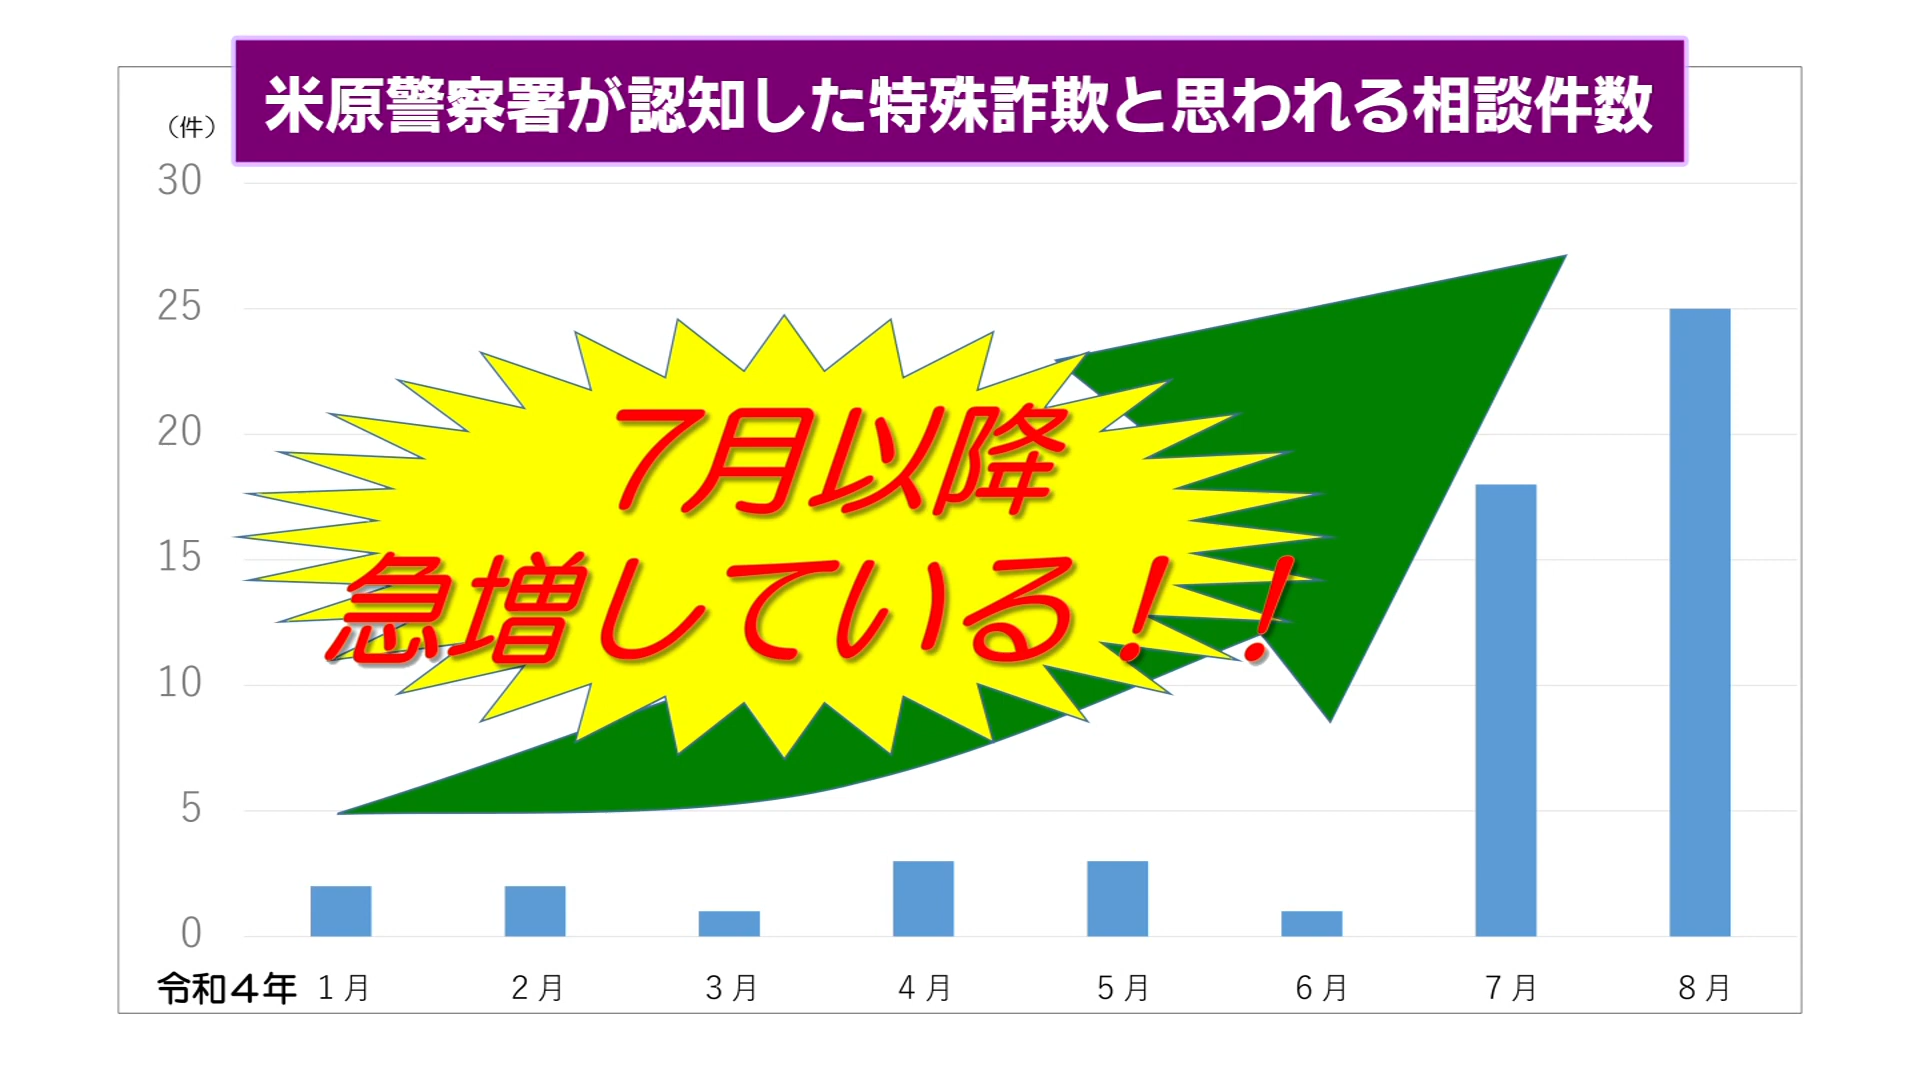 米原警察署が認知した特殊詐欺と思われる相談件数
（件）
30
25
20
15
10
5
0
7月以降
急増している！！
令和４年 1月 2月 3月 4月 5月 6月 7月 8月